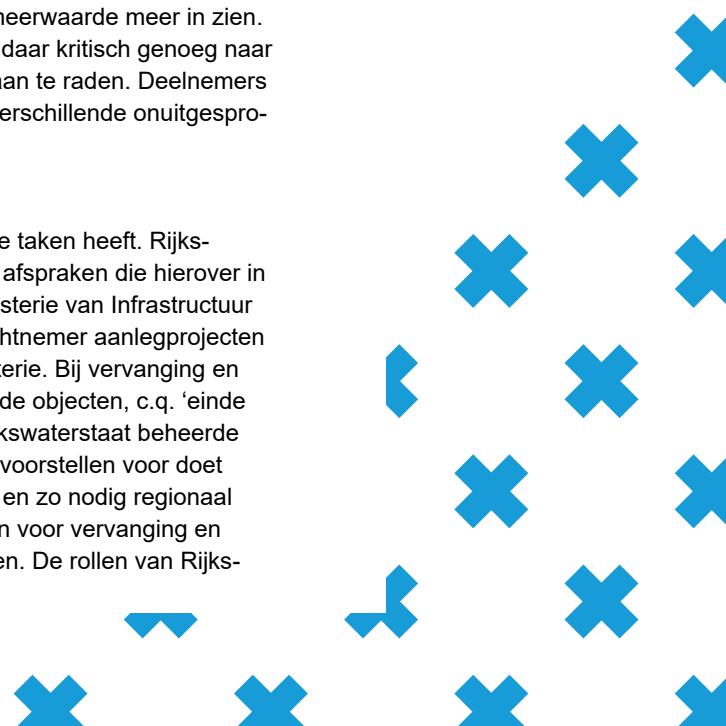 meerwaarde meer in zien.
daar kritisch genoeg naar
aan te raden. Deelnemers
erschillende onuitgespro-
e taken heeft. Rijks-
afspraken die hierover in
sterie van Infrastructuur
htnemer aanlegprojecten
terie. Bij vervanging en
de objecten, c.q. ‘einde
kswaterstaat beheerde
voorstellen voor doet
en zo nodig regionaal
n voor vervanging en
en. De rollen van Rijks-